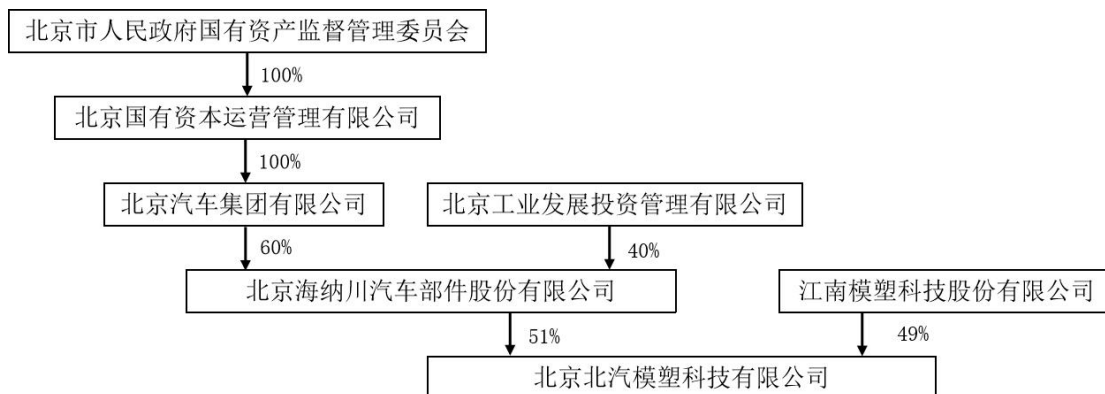 北京市人民政府国有资产监督管理委员会
100%
北京国有资本运营管理有限公司
100%
北京汽车集团有限公司
北京工业发展投资管理有限公司
60%
40%
北京海纳川汽车部件股份有限公司
江南模塑科技股份有限公司
51%
49%
北京北汽模塑科技有限公司